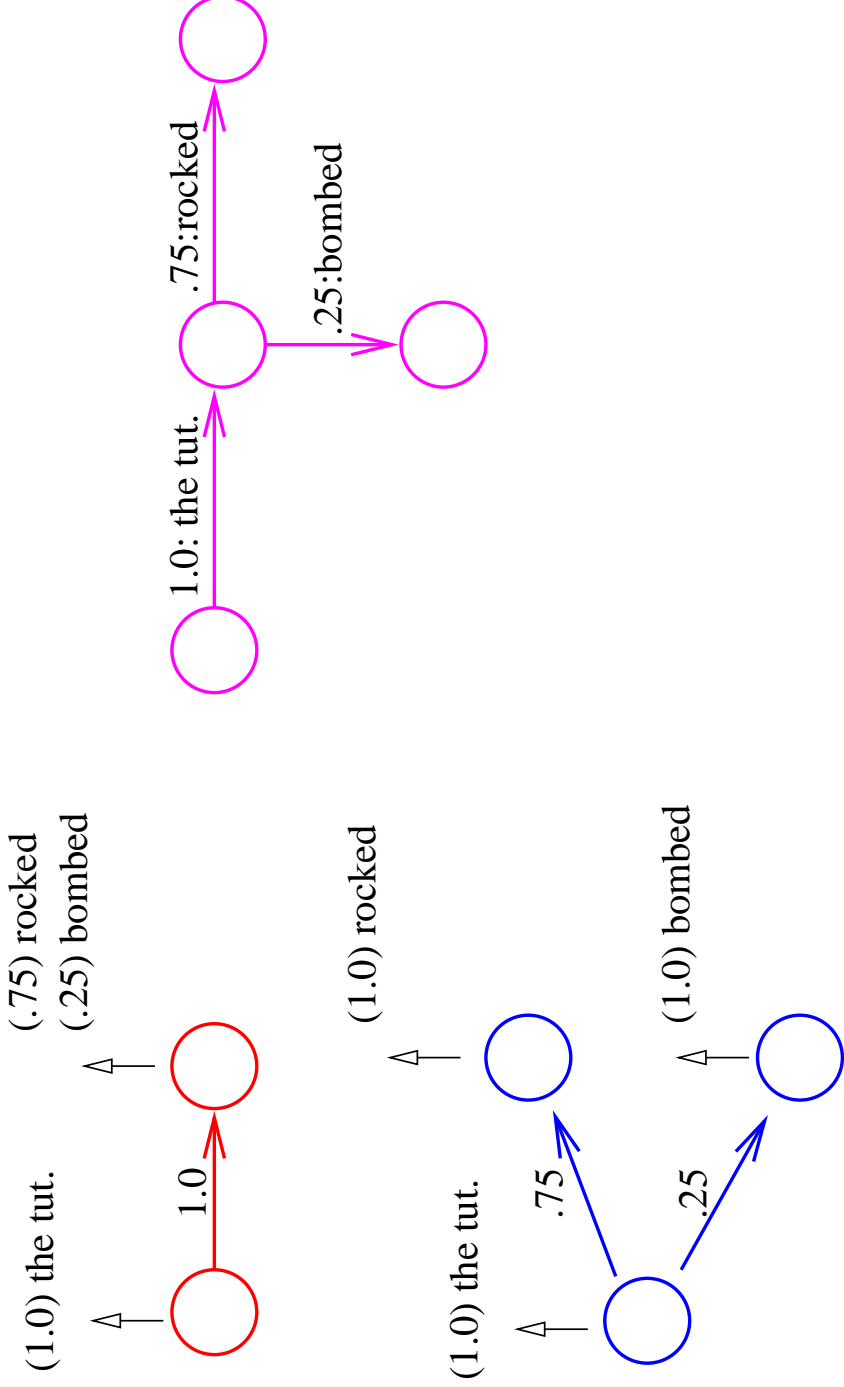 (1.0) the tut.
(.75) rocked
(.25) bombed
1.0
1.0: the tut.
.75:rocked
.25:bombed
(1.0) the tut.
(1.0) rocked
.75
(1.0) bombed
.25